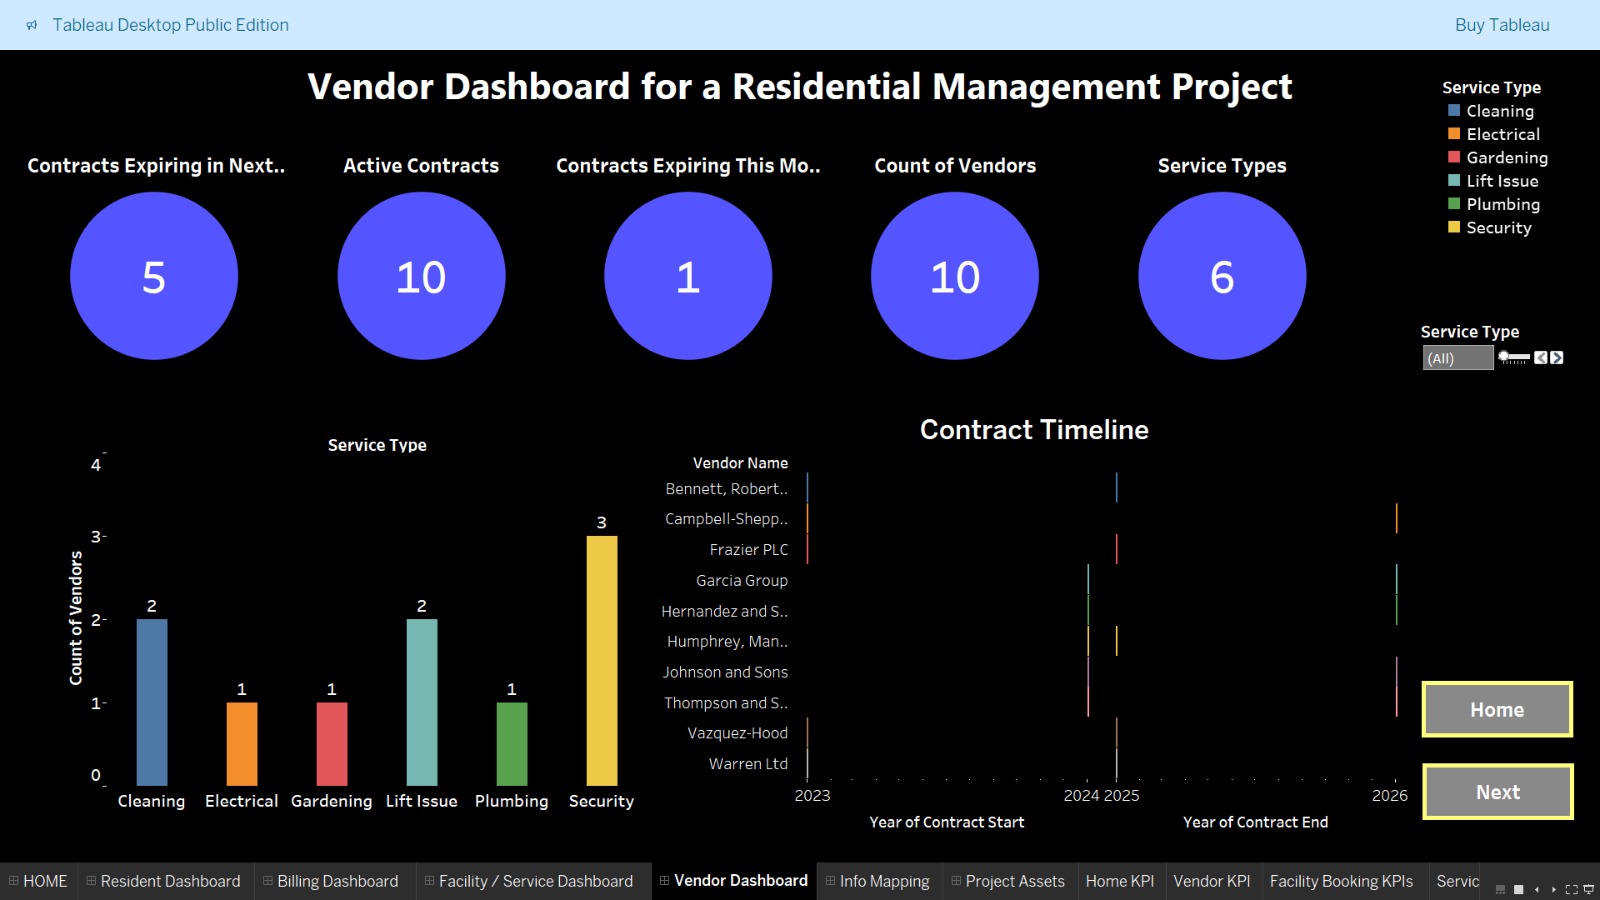 Tableau Desktop Public Edition
Buy Tableau
Vendor Dashboard for a Residential Management Project
Service Type
Cleaning
Electrical
Gardening
Lift Issue
Plumbing
Security
Contracts Expiring in Next..
Active Contracts
Contracts Expiring This Mo..
Count of Vendors
Service Types
5
10
1
10
6
Service Type
(All)
Service Type
Count of Vendors
4
3
2
1
0
2
1
1
2
1
3
Cleaning
Electrical
Gardening
Lift Issue
Plumbing
Security
Contract Timeline
Vendor Name
Bennett, Robert..
Campbell-Shepp..
Frazier PLC
Garcia Group
Hernandez and S..
Humphrey, Man..
Johnson and Sons
Thompson and S..
Vazquez-Hood
Warren Ltd
2023
2024
2025
2026
Year of Contract Start
Year of Contract End
Home
Next
HOME
Resident Dashboard
Billing Dashboard
Facility / Service Dashboard
Vendor Dashboard
Info Mapping
Project Assets
Home KPI
Vendor KPI
Facility Booking KPIs
Servic